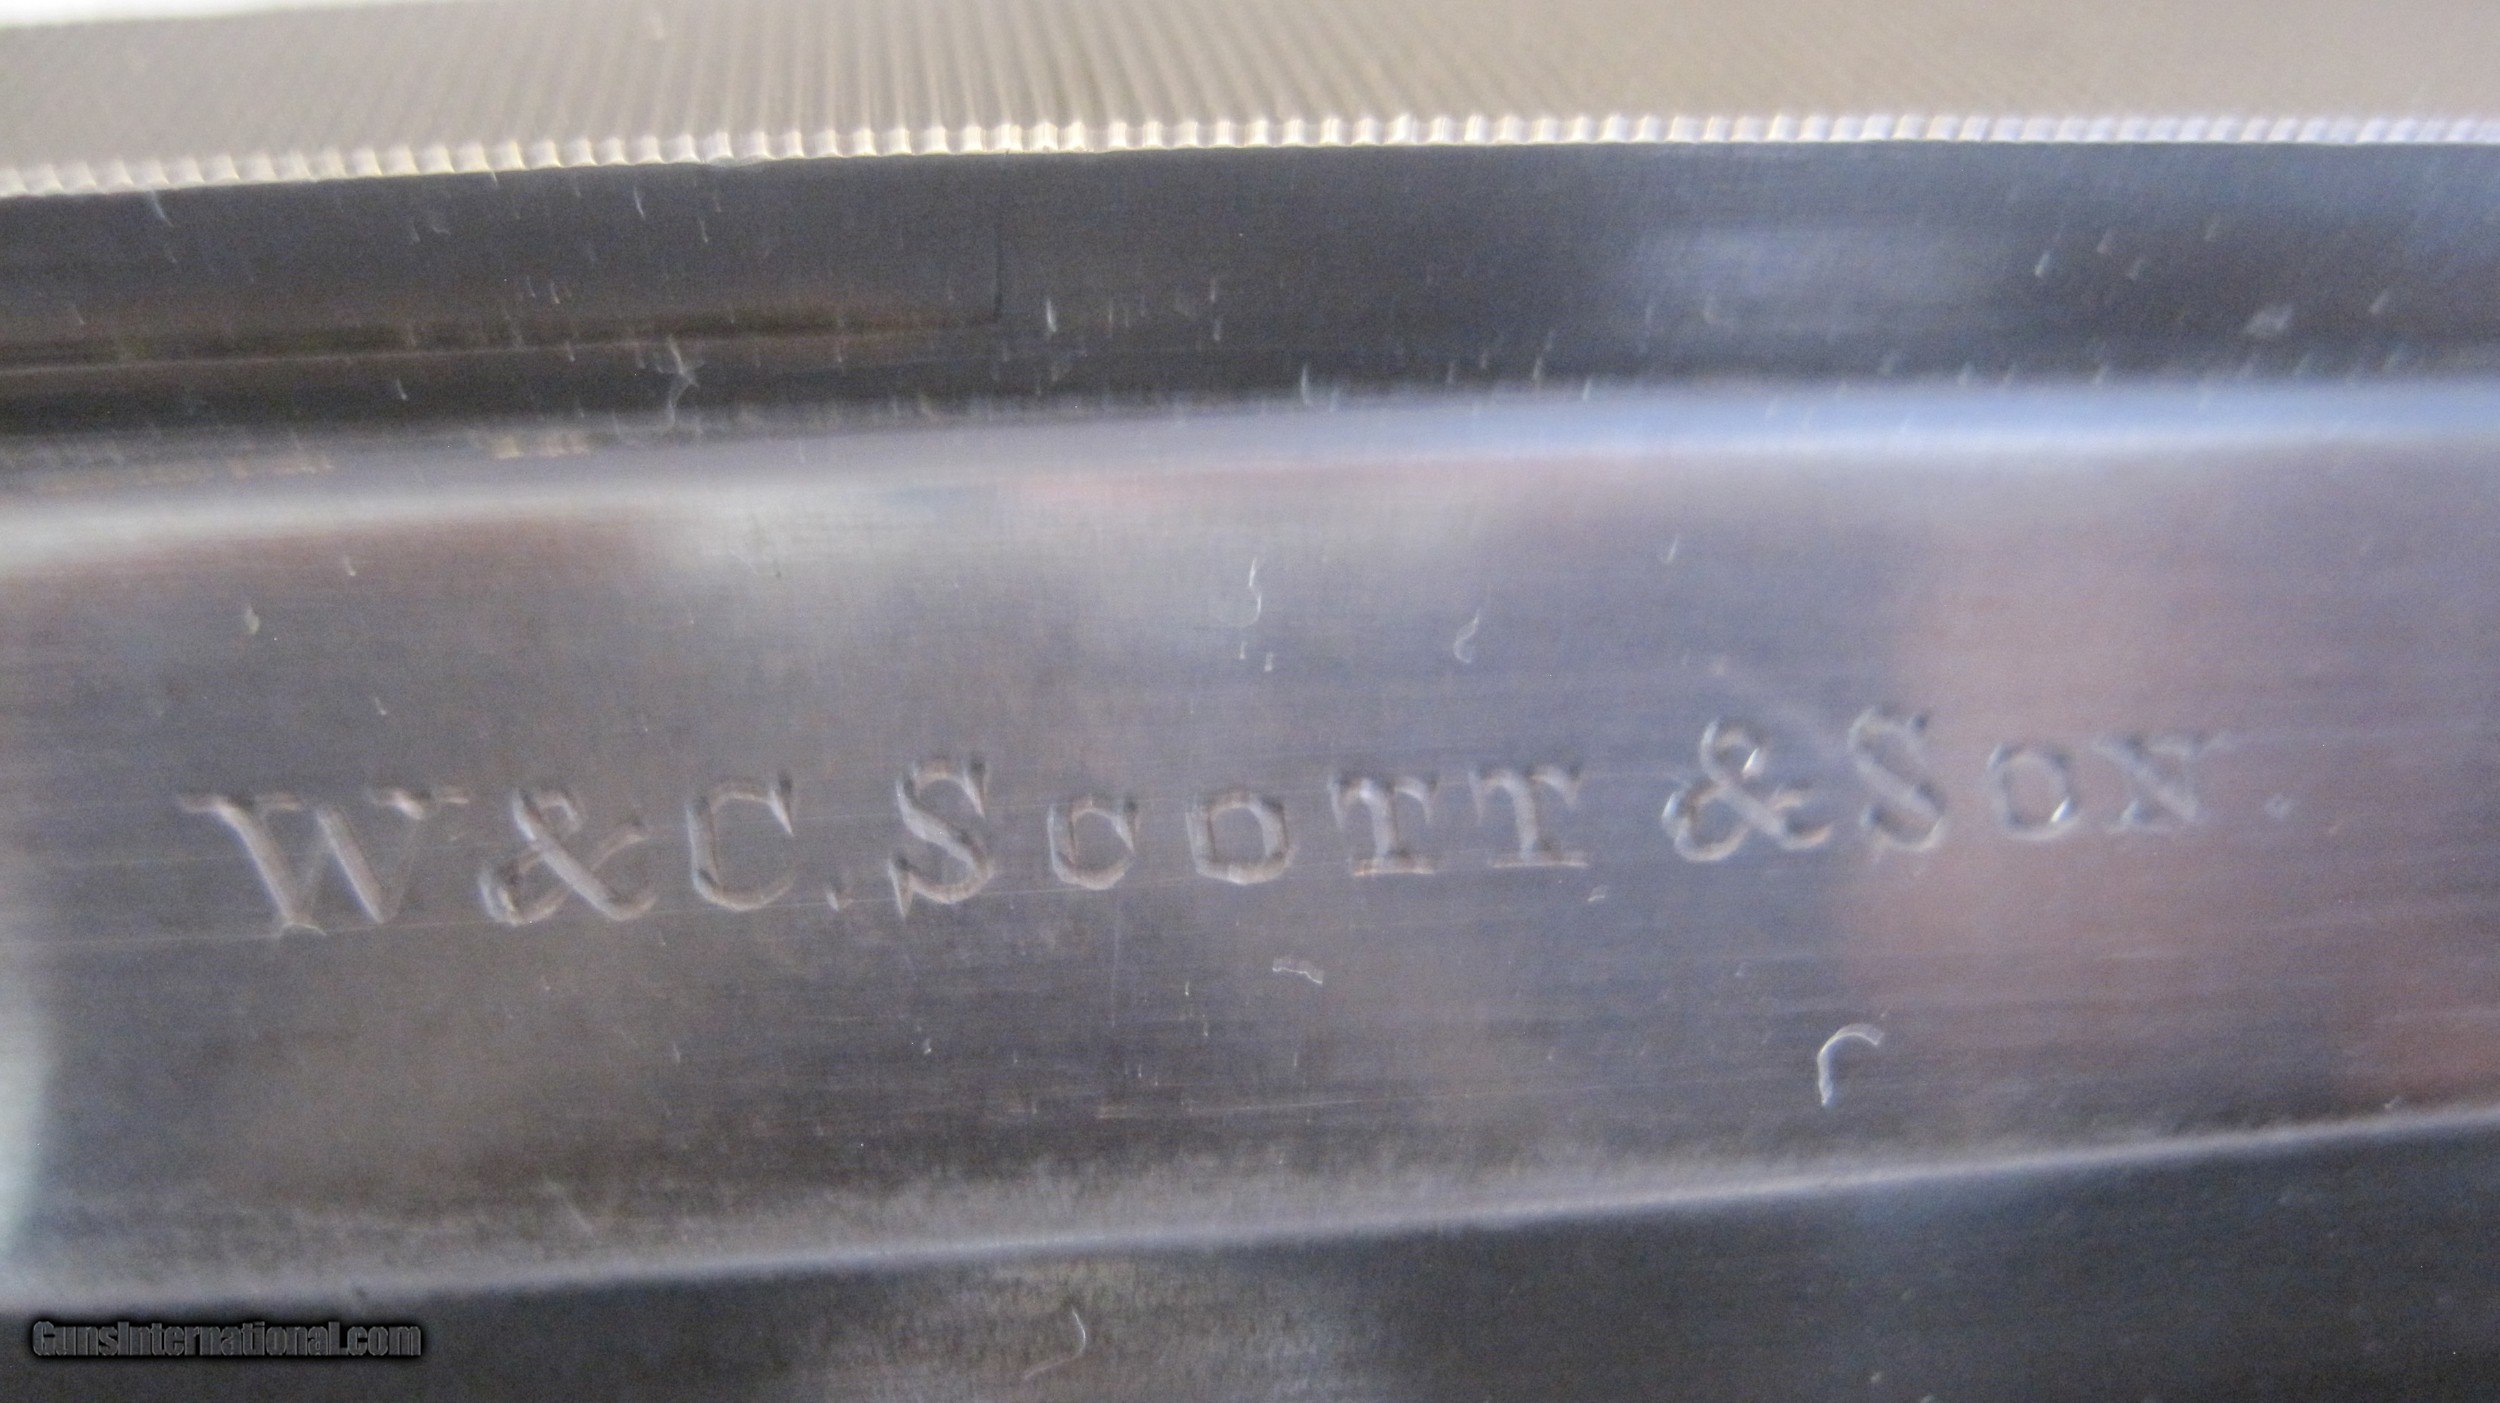 W & C. SCOTT & SON.
GunsInternational.com